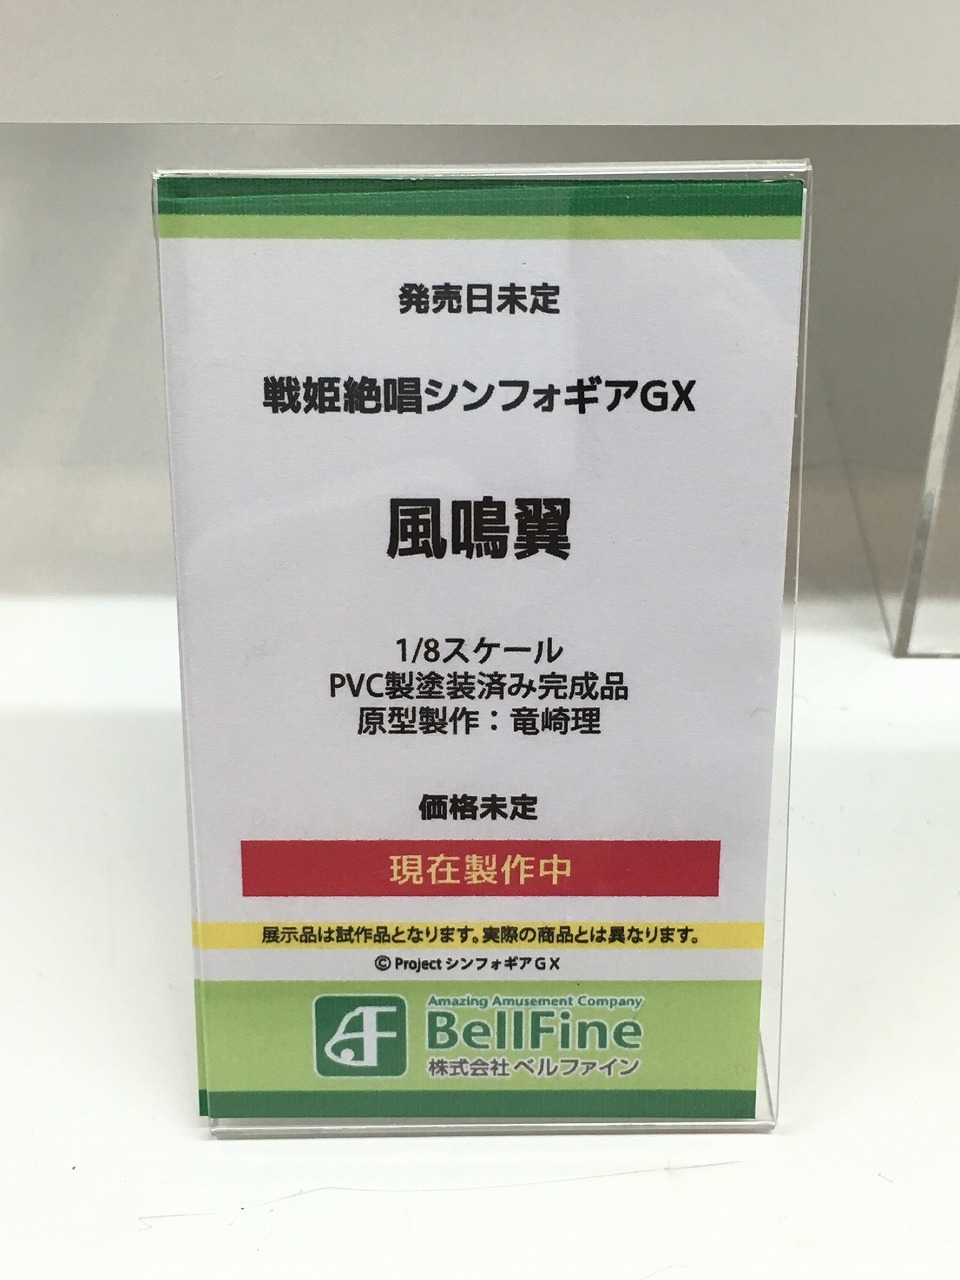 発売日未定
戦姫絶唱シンフォギアGX
風鳴翼
1/8スケール
PVC製塗装済み完成品
原型製作：竜崎理
価格未定
現在製作中
展示品は試作品となります。実際の商品とは異なります。
© Project シンフォギアGX
Amazing Amusement Company
BellFine
株式会社ベルファイン